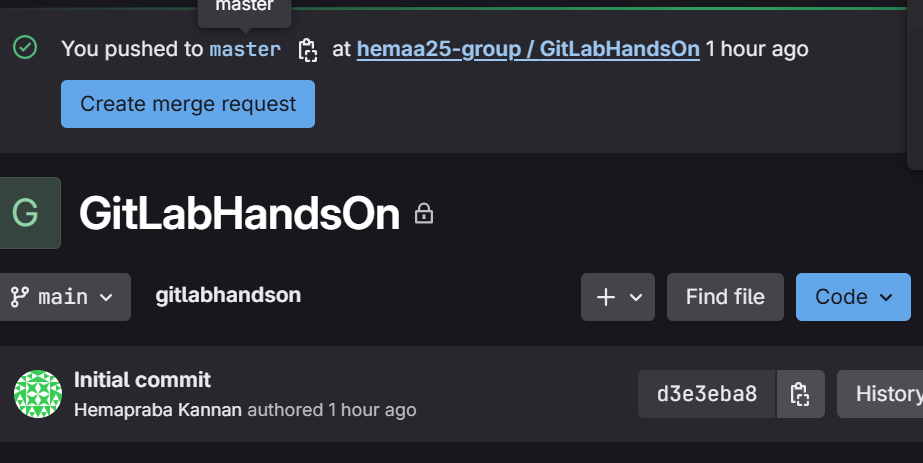 master
You pushed to master at hemaa25-group / GitLabHandsOn 1 hour ago
Create merge request
G
GitLabHandsOn
main
gitlabhandson
Find file
Code
Initial commit
Hemapraba Kannan authored 1 hour ago
d3e3eba8
History